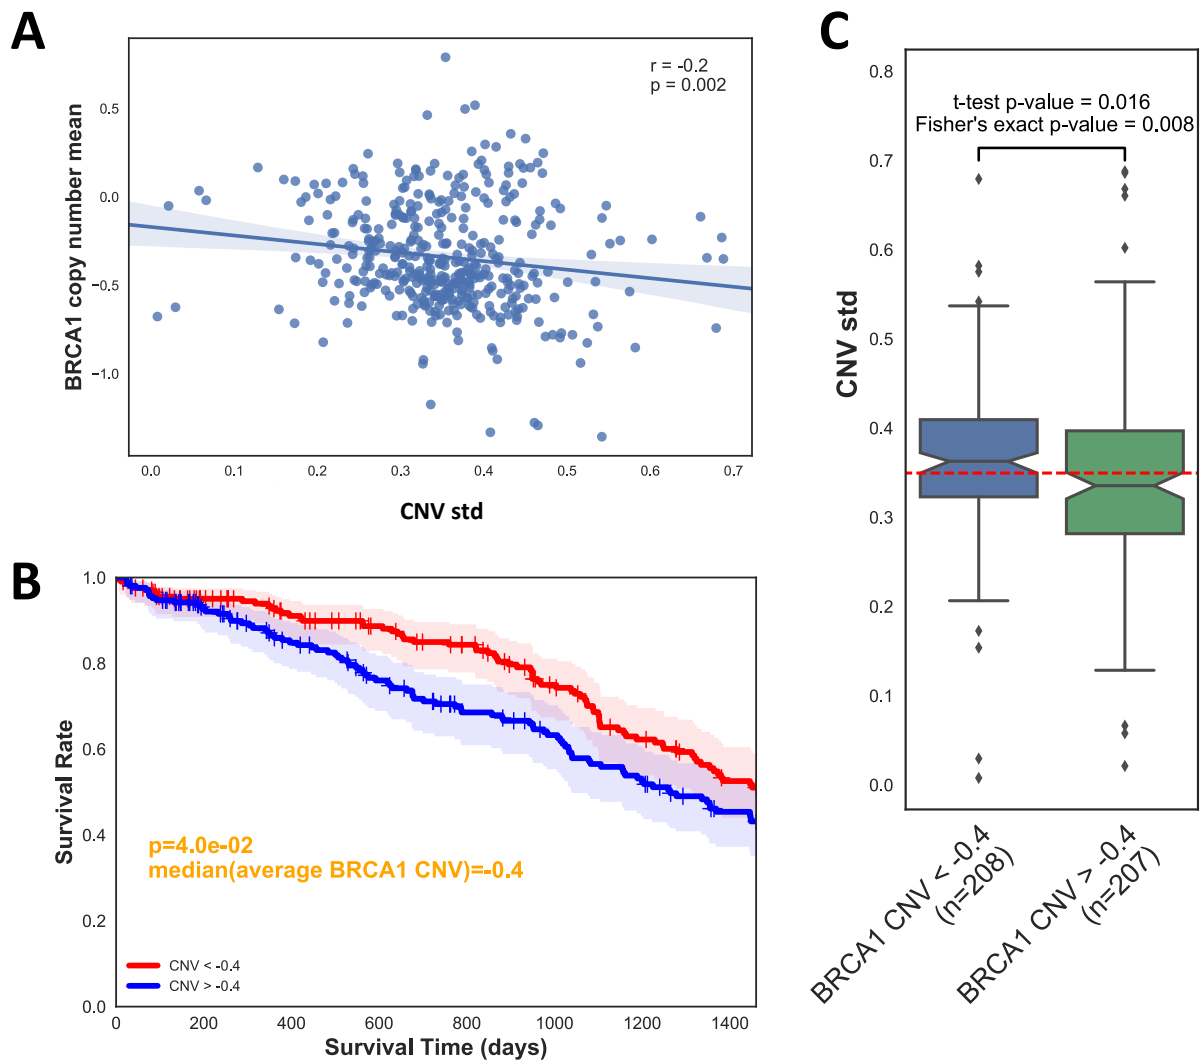 A
r = -0.2
p = 0.002
0.5
0.0
−0.5
−1.0
BRCA1 copy number mean
0.0 0.1 0.2 0.3 0.4 0.5 0.6 0.7
CNV std
B
1.0
0.8
0.6
0.4
0.2
0.0
Survival Rate
p=4.0e-02
median(average BRCA1 CNV)=-0.4
CNV < -0.4
CNV > -0.4
0 200 400 600 800 1000 1200 1400
Survival Time (days)
C
t-test p-value = 0.016
Fisher's exact p-value = 0.008
0.8
0.7
0.6
0.5
0.4
0.3
0.2
0.1
0.0
CNV std
BRCA1 CNV < -0.4
(n=208)
BRCA1 CNV > -0.4
(n=207)